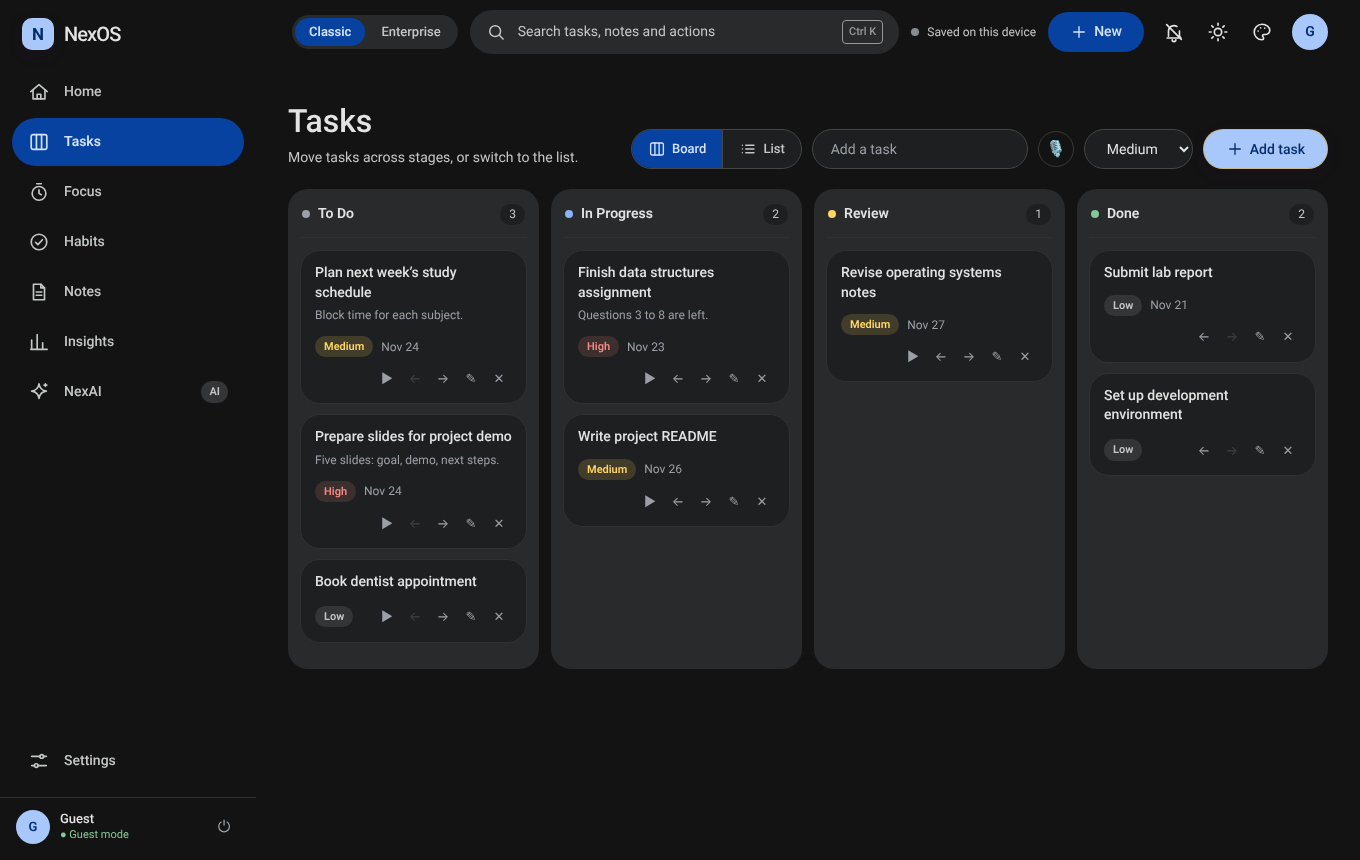 N NexOS
Classic Enterprise
Search tasks, notes and actions Ctrl K
Saved on this device
+ New
G
Home
Tasks
Focus
Habits
Notes
Insights
NexAI AI
Settings
G Guest
Guest mode
Tasks
Move tasks across stages, or switch to the list.
Board List
Add a task
Medium
+ Add task
To Do 3
Plan next week’s study
schedule
Block time for each subject.
Medium Nov 24
Prepare slides for project demo
Five slides: goal, demo, next steps.
High Nov 24
Book dentist appointment
Low
In Progress 2
Finish data structures
assignment
Questions 3 to 8 are left.
High Nov 23
Write project README
Medium Nov 26
Review 1
Revise operating systems
notes
Medium Nov 27
Done 2
Submit lab report
Low Nov 21
Set up development
environment
Low